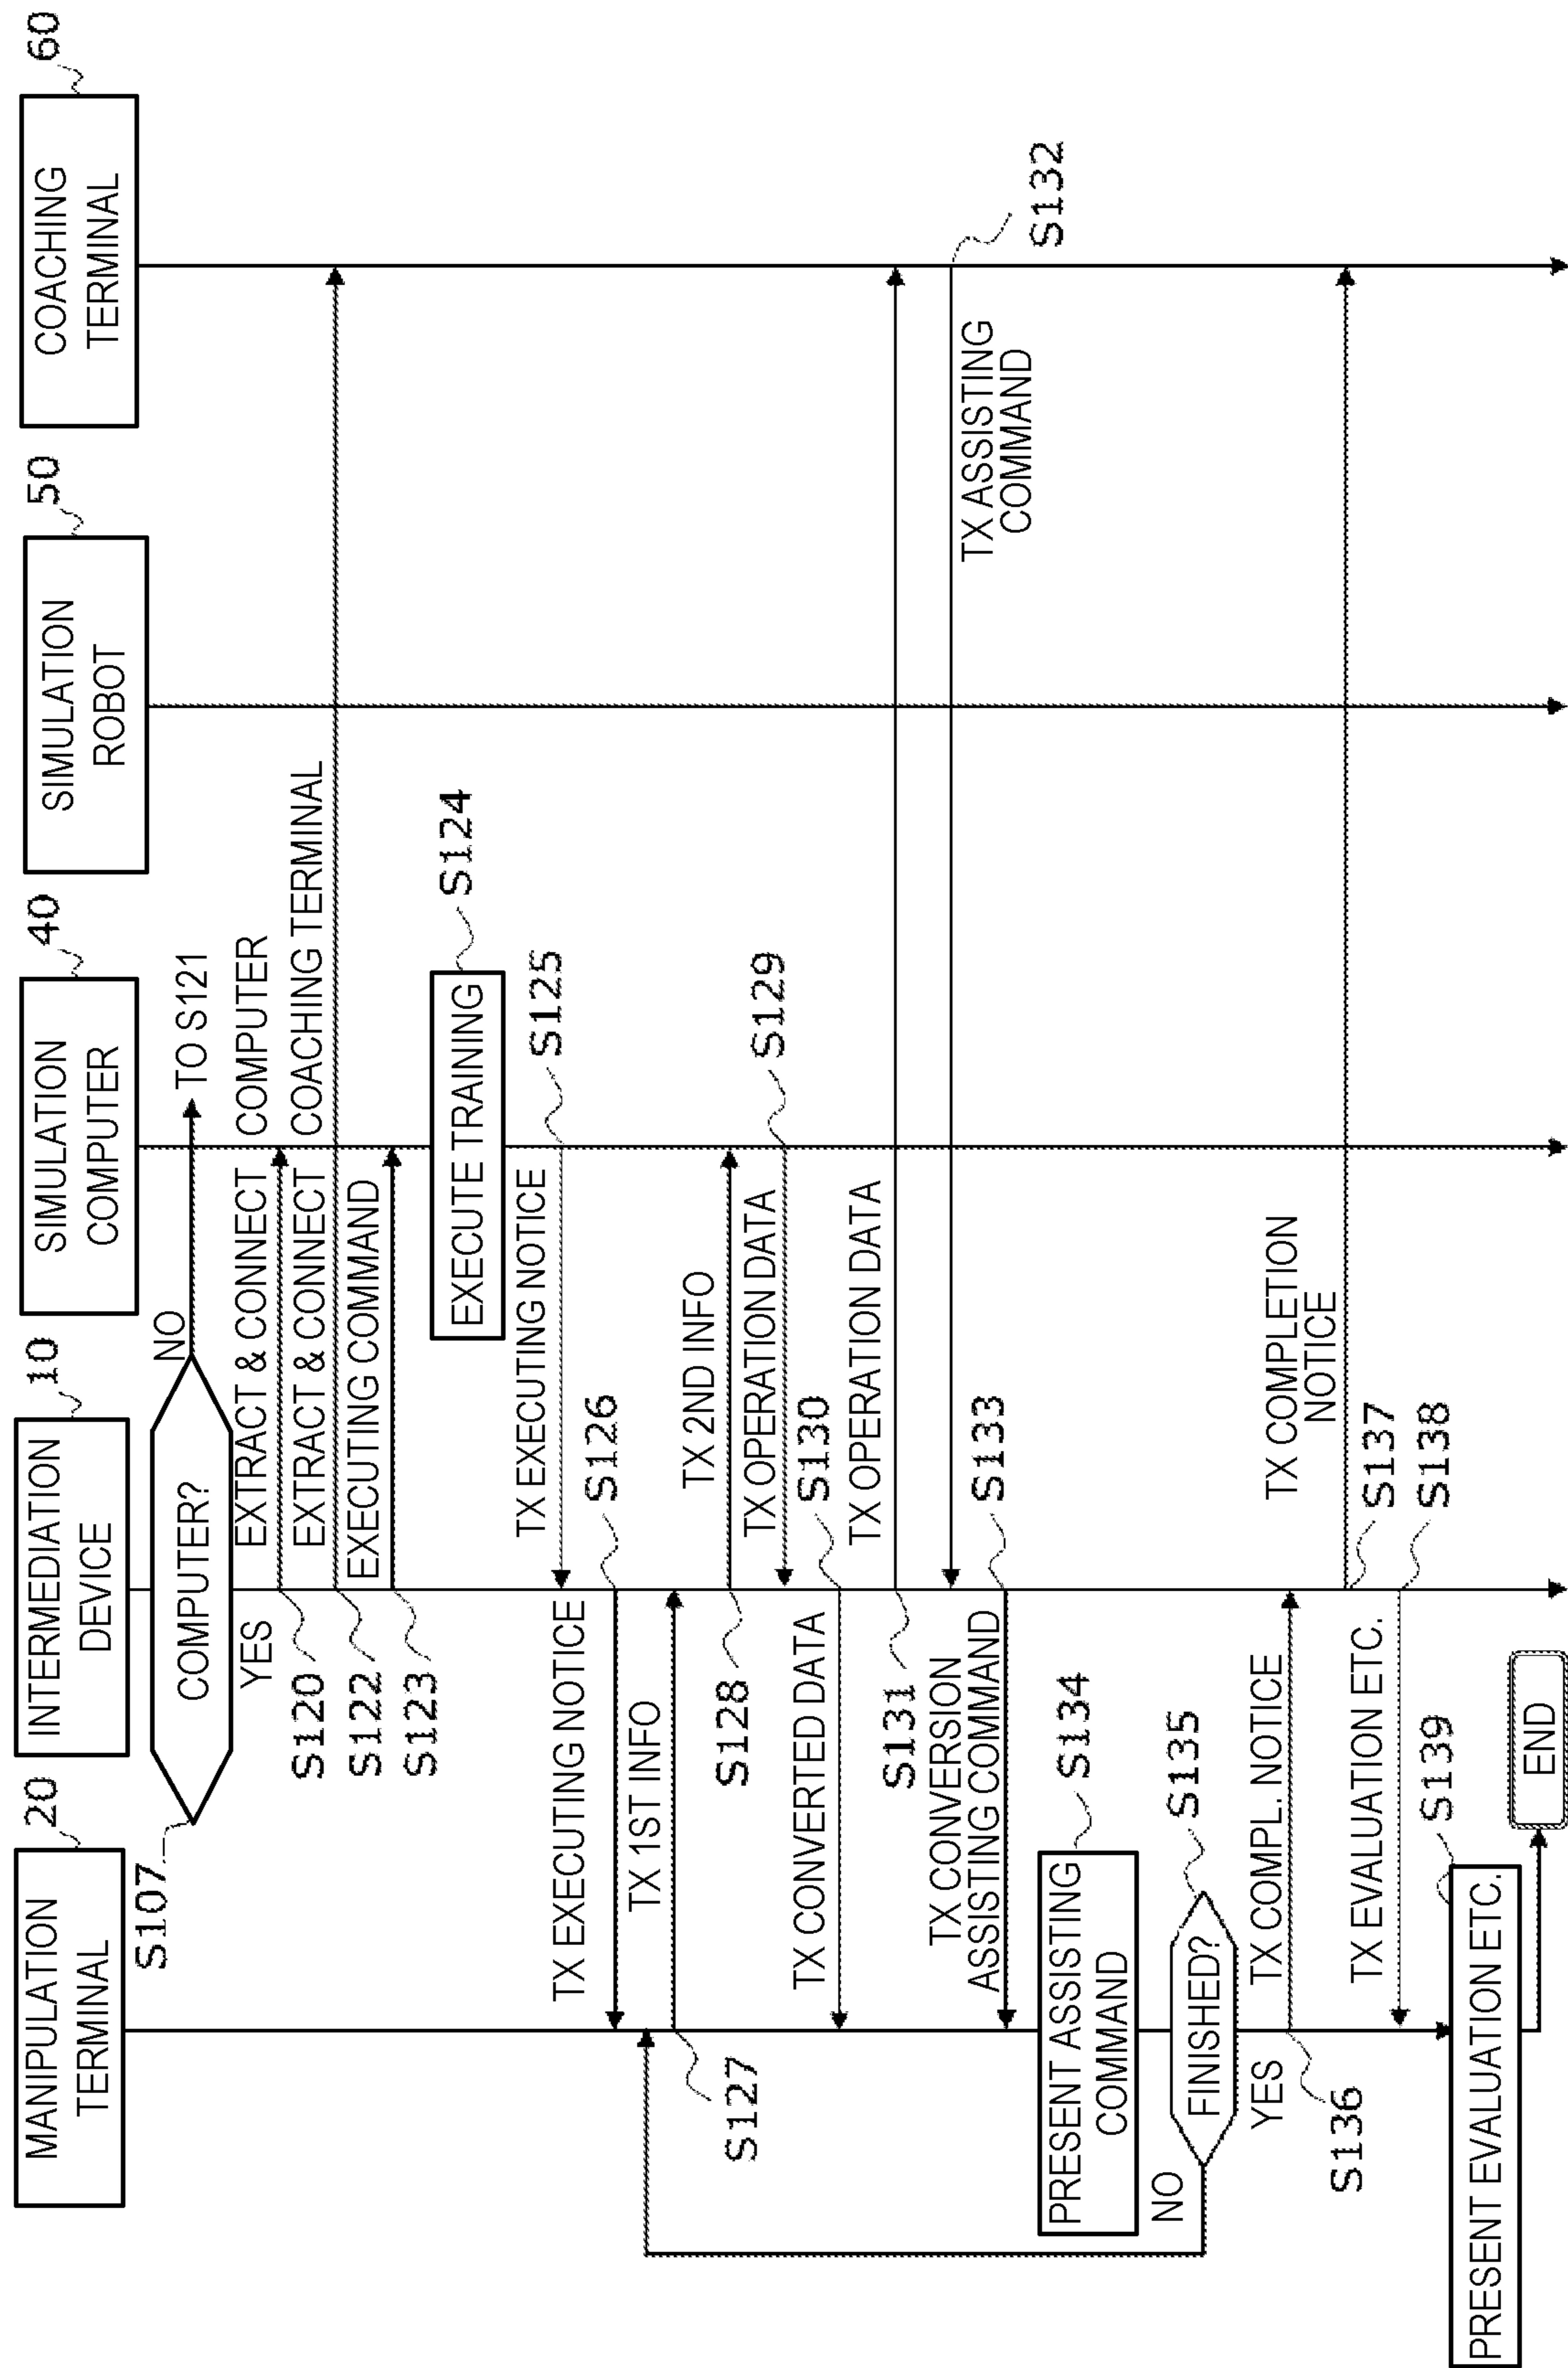 MANIPULATION
TERMINAL
20
INTERMEDIATION
DEVICE
10
SIMULATION
COMPUTER
40
SIMULATION
ROBOT
50
COACHING
TERMINAL
60
S107
COMPUTER?
NO
TO S121
YES
EXTRACT & CONNECT COMPUTER
S120
EXTRACT & CONNECT COACHING TERMINAL
S122
EXECUTING COMMAND
S123
EXECUTE TRAINING
S124
TX EXECUTING NOTICE
S125
TX EXECUTING NOTICE
S126
TX 1ST INFO
S127
TX 2ND INFO
S128
TX OPERATION DATA
S129
TX CONVERTED DATA
S130
TX OPERATION DATA
S131
TX ASSISTING
COMMAND
S132
TX CONVERSION
ASSISTING COMMAND
S133
PRESENT ASSISTING
COMMAND
S134
FINISHED?
S135
NO
YES
TX COMPL. NOTICE
S136
TX COMPLETION
NOTICE
S137
TX EVALUATION ETC.
S138
PRESENT EVALUATION ETC.
S139
END